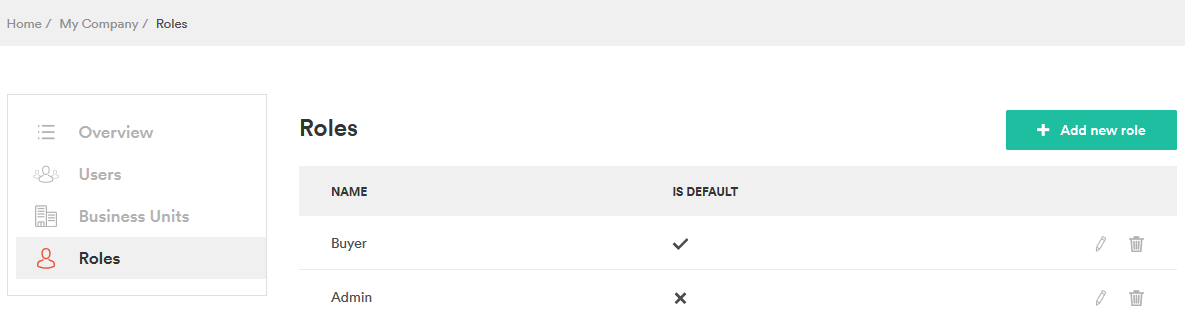 Home / My Company / Roles
Overview
Users
Business Units
Roles
Roles
Add new role
NAME IS DEFAULT
Buyer
Admin